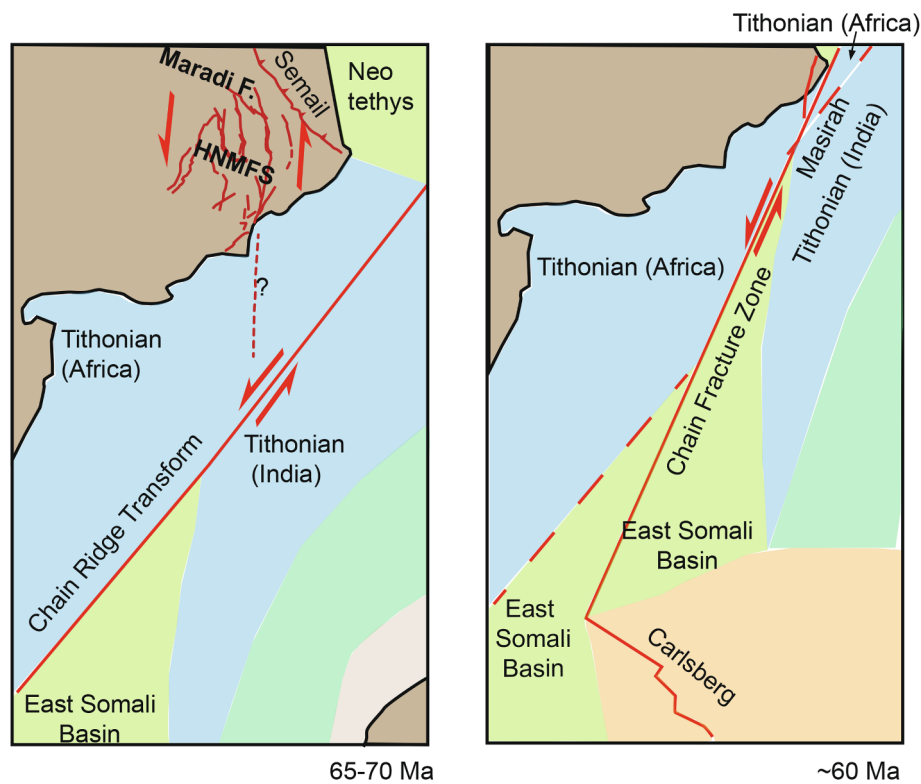 Maradi F.
Semail
Neo
tethys
HNMFS
?
Tithonian
(Africa)
Tithonian
(India)
Chain Ridge Transform
East Somali
Basin
65-70 Ma
Tithonian (Africa)
Masirah
Tithonian (India)
Tithonian (Africa)
Chain Fracture Zone
East Somali
Basin
East
Somali
Basin
Carlsberg
~60 Ma